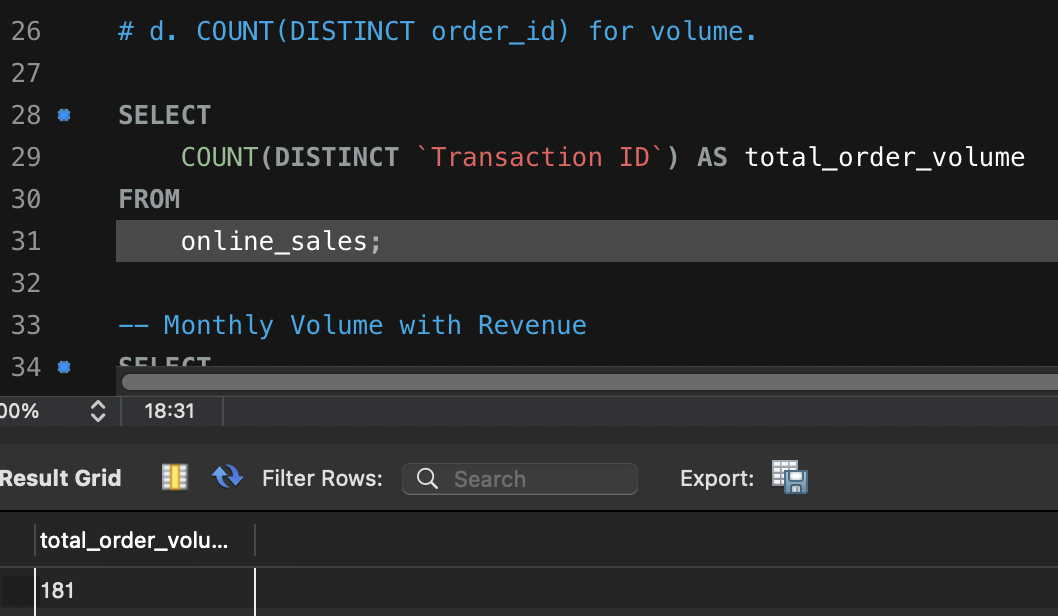 26 # d. COUNT(DISTINCT order_id) for volume.
27
28 SELECT
29 COUNT(DISTINCT `Transaction ID`) AS total_order_volume
30 FROM
31 online_sales;
32
33 -- Monthly Volume with Revenue
34 SELECT
00% 18:31
Result Grid Filter Rows: Search Export:
total_order_volu...
181